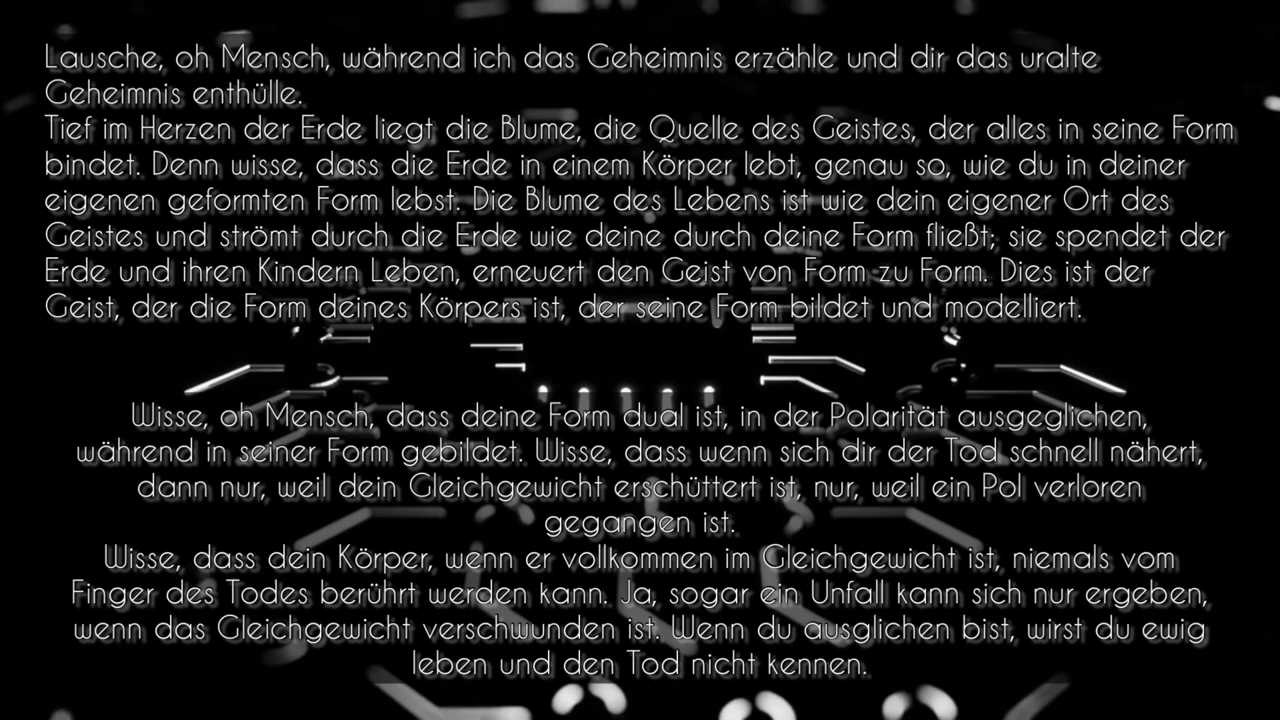 Lausche, oh Mensch, während ich das Geheimnis erzähle und dir das uralte
Geheimnis enthülle.
Tief im Herzen der Erde liegt die Blume, die Quelle des Geistes, der alles in seine Form
bindet. Denn wisse, dass die Erde in einem Körper lebt, genau so, wie du in deiner
eigenen geformten Form lebst. Die Blume des Lebens ist wie dein eigener Ort des
Geistes und strömt durch die Erde wie deine durch deine Form fließt; sie spendet der
Erde und ihren Kindern Leben, erneuert den Geist von Form zu Form. Dies ist der
Geist, der die Form deines Körpers ist, der seine Form bildet und modelliert.
Wisse, oh Mensch, dass deine Form dual ist, in der Polarität ausgeglichen,
während in seiner Form gebildet. Wisse, dass wenn sich dir der Tod schnell nähert,
dann nur, weil dein Gleichgewicht erschüttert ist, nur, weil ein Pol verloren
gegangen ist.
Wisse, dass dein Körper, wenn er vollkommen im Gleichgewicht ist, niemals vom
Finger des Todes berührt werden kann. Ja, sogar ein Unfall kann sich nur ergeben,
wenn das Gleichgewicht verschwunden ist. Wenn du ausglichen bist, wirst du ewig
leben und den Tod nicht kennen.